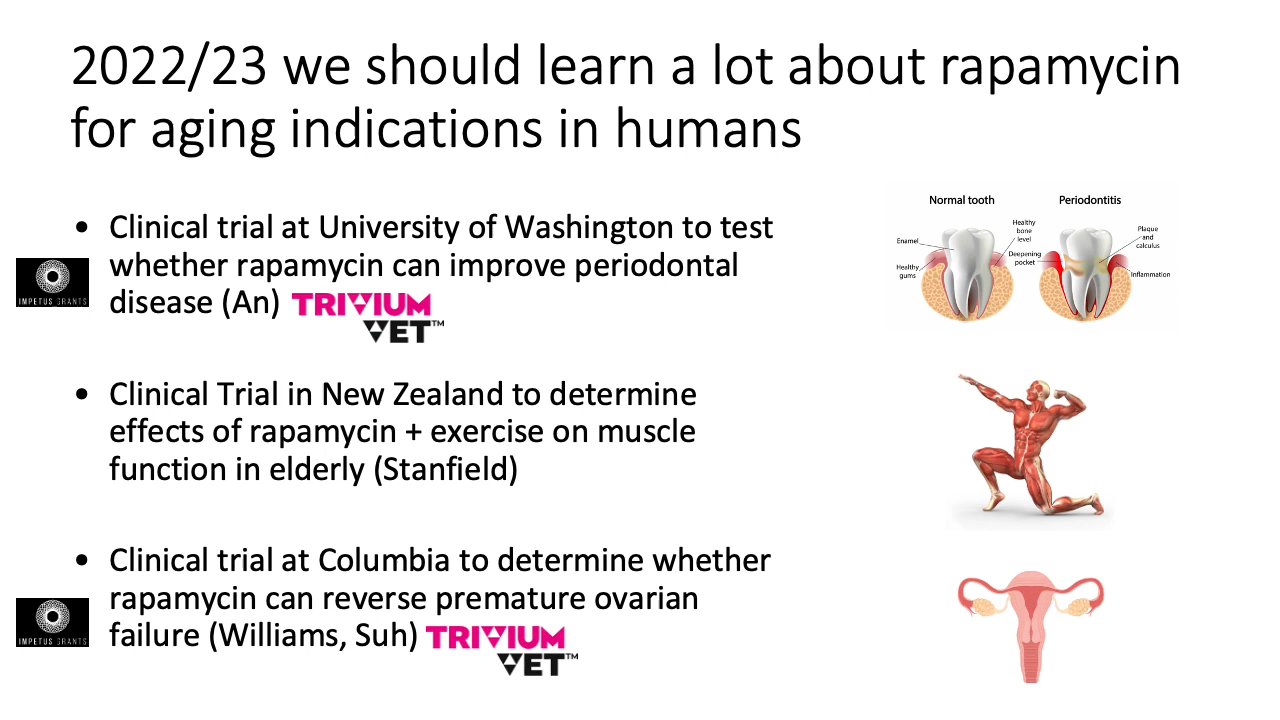 2022/23 we should learn a lot about rapamycin
for aging indications in humans
• Clinical trial at University of Washington to test
whether rapamycin can improve periodontal
disease (An)
TRIVIUM
VET™
IMPETUS GRANTS
Normal tooth
Enamel
Healthy
gums
Healthy
bone
level
Periodontitis
Deepening
pocket
Plaque
and
calculus
Inflammation
• Clinical Trial in New Zealand to determine
effects of rapamycin + exercise on muscle
function in elderly (Stanfield)
• Clinical trial at Columbia to determine whether
rapamycin can reverse premature ovarian
failure (Williams, Suh)
TRIVIUM
VET™
IMPETUS GRANTS